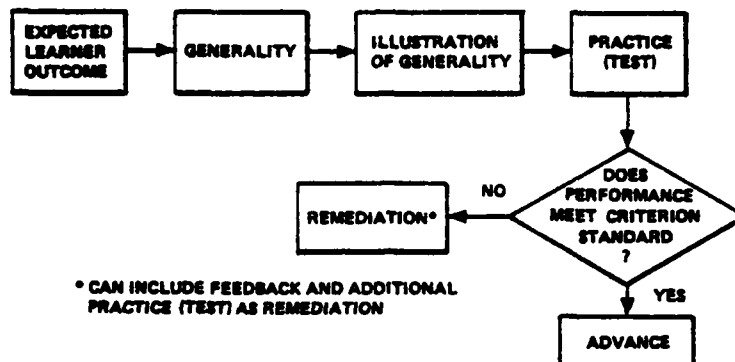 EXPECTED
LEARNER
OUTCOME
GENERALITY
ILLUSTRATION
OF GENERALITY
PRACTICE
(TEST)
DOES
PERFORMANCE
MEET CRITERION
STANDARD
?
NO
REMEDIATION*
* CAN INCLUDE FEEDBACK AND ADDITIONAL
PRACTICE (TEST) AS REMEDIATION
YES
ADVANCE